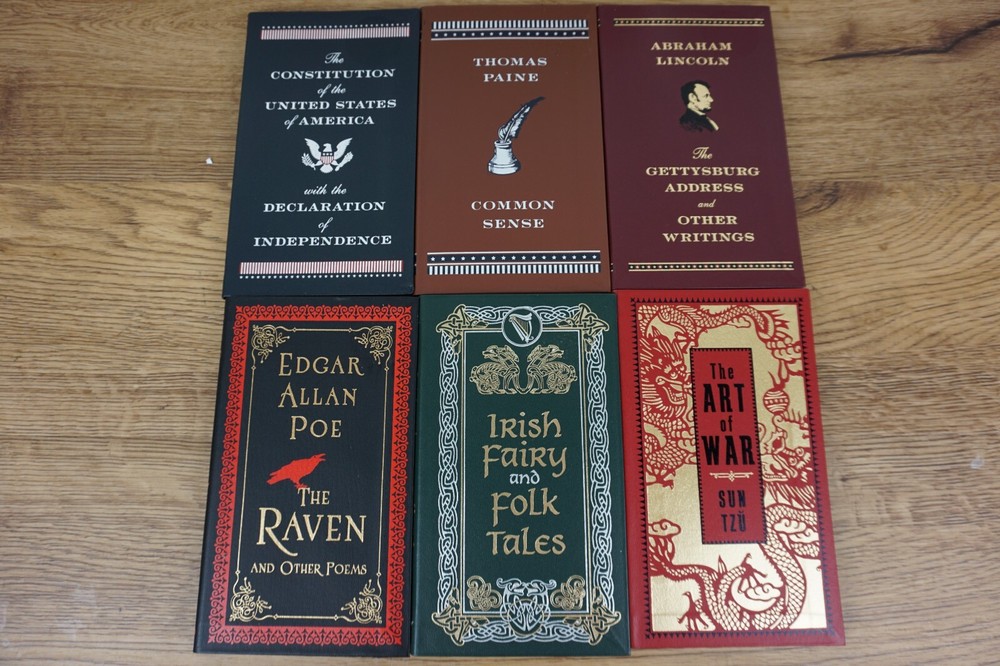 The
CONSTITUTION
of the
UNITED STATES
of AMERICA
with the
DECLARATION
of
INDEPENDENCE
THOMAS
PAINE
COMMON
SENSE
ABRAHAM
LINCOLN
The
GETTYSBURG
ADDRESS
and
OTHER
WRITINGS
EDGAR
ALLAN
POE
THE
RAVEN
AND OTHER POEMS
IRISH
FAIRY
and
FOLK
TALES
The
ART
of
WAR
SUN
TZŬ